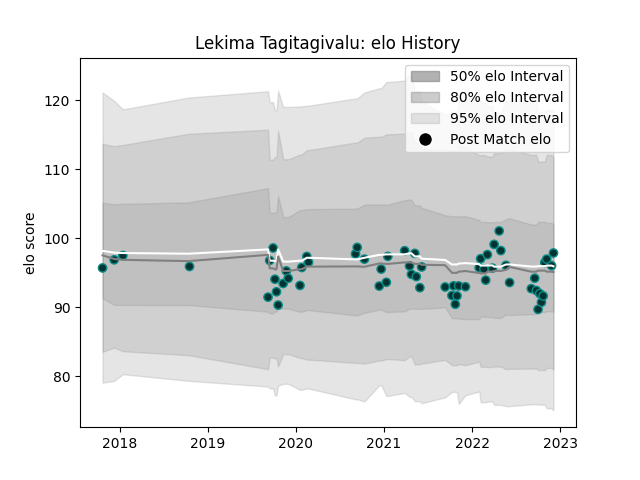 Lekima Tagitagivalu: elo History
50% elo Interval
80% elo Interval
95% elo Interval
Post Match elo
elo score
120
110
100
90
80
2018
2019
2020
2021
2022
2023